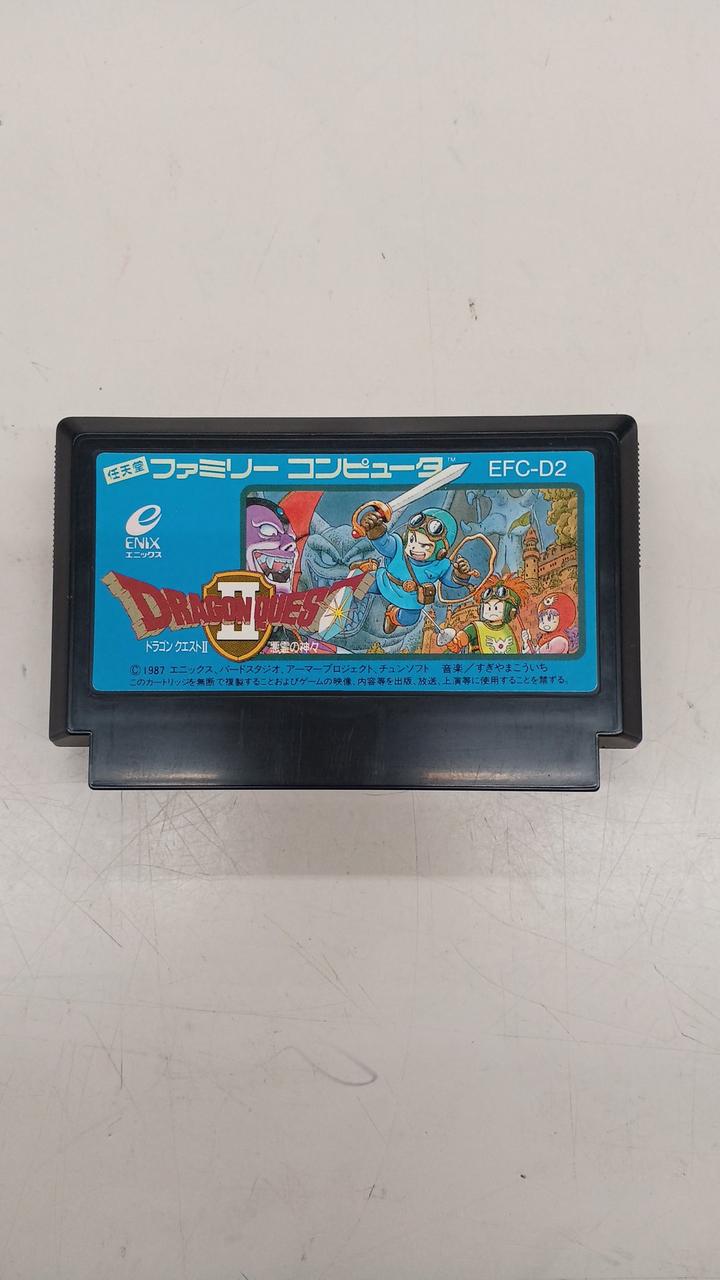 任天堂 ファミリー コンピュータ™ EFC-D2
e
ENIX
エニックス
DRAGON QUEST
II
ドラゴン クエストII 悪霊の神々
©1987 エニックス、バードスタジオ、アーマープロジェクト、チュンソフト 音楽/すぎやまこういち
このカートリッジを無断で複製することおよびゲームの映像、内容等を出版、放送、上演等に使用することを禁ずる。